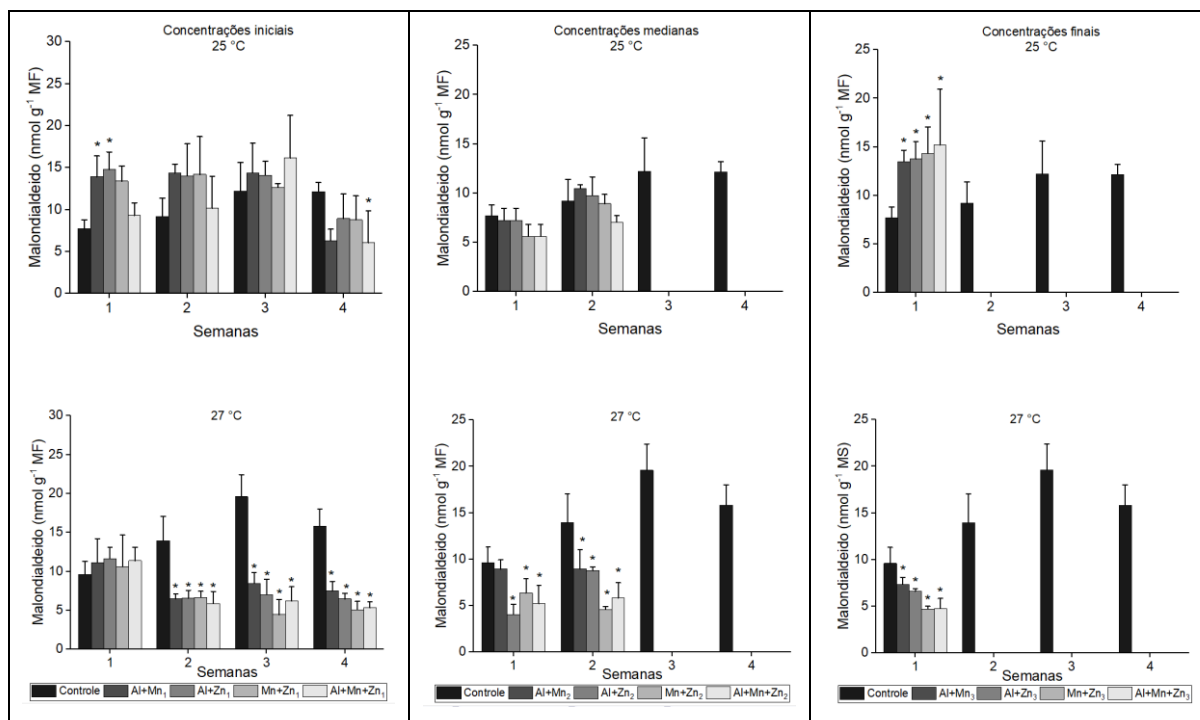 Concentrações iniciais
25 °C
Malondialdeído (nmol g⁻¹ MF)
30
25
20
15
10
5
0
* * *
1 2 3 4
Semanas
27 °C
Malondialdeído (nmol g⁻¹ MF)
30
25
20
15
10
5
0
* * * * * * * * * * * *
1 2 3 4
Semanas
Controle Al+Mn₁ Al+Zn₁ Mn+Zn₁ Al+Mn+Zn₁
Concentrações medianas
25 °C
Malondialdeído (nmol g⁻¹ MF)
25
20
15
10
5
0
1 2 3 4
Semanas
27 °C
Malondialdeído (nmol g⁻¹ MF)
25
20
15
10
5
0
* * * * * * *
1 2 3 4
Semanas
Controle Al+Mn₂ Al+Zn₂ Mn+Zn₂ Al+Mn+Zn₂
Concentrações finais
25 °C
Malondialdeído (nmol g⁻¹ MF)
25
20
15
10
5
0
* * * *
1 2 3 4
Semanas
27 °C
Malondialdeído (nmol g⁻¹ MS)
25
20
15
10
5
0
* * * *
1 2 3 4
Semanas
Controle Al+Mn₃ Al+Zn₃ Mn+Zn₃ Al+Mn+Zn₃